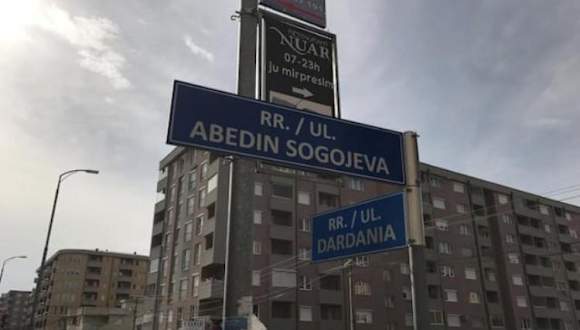 NUAR
07-23h
ju mirpresim
RR. / UL.
ABEDIN SOGOJEVA
RR. / UL.
DARDANIA